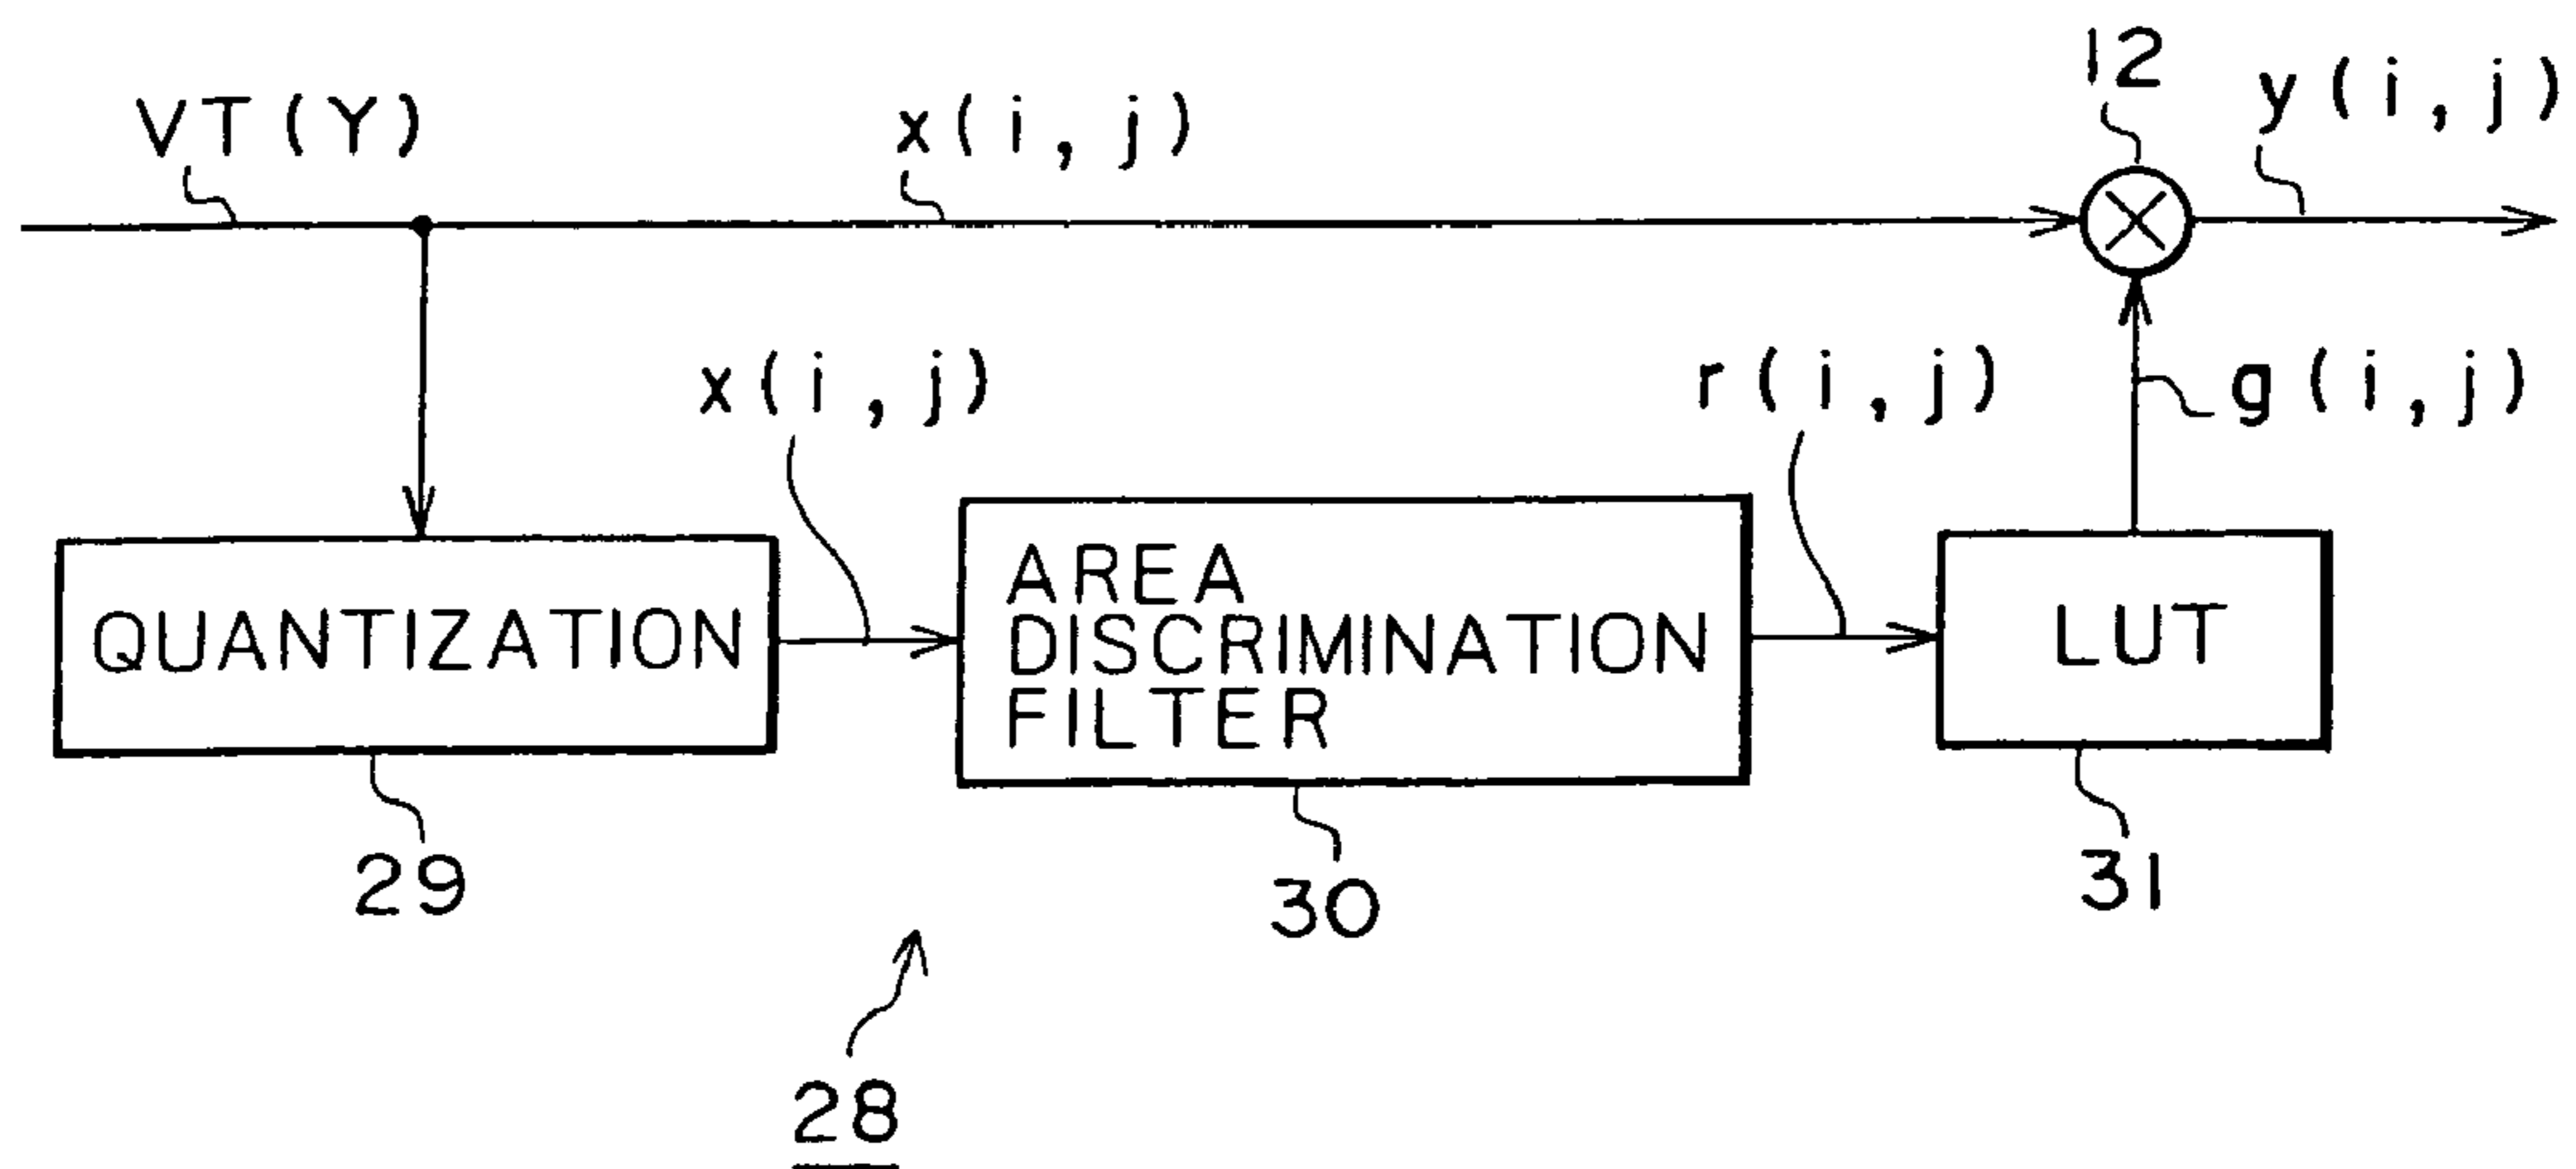 12
VT(Y)
x(i,j)
y(i,j)
x(i,j)
r(i,j)
g(i,j)
QUANTIZATION
AREA
DISCRIMINATION
FILTER
LUT
29
30
31
28